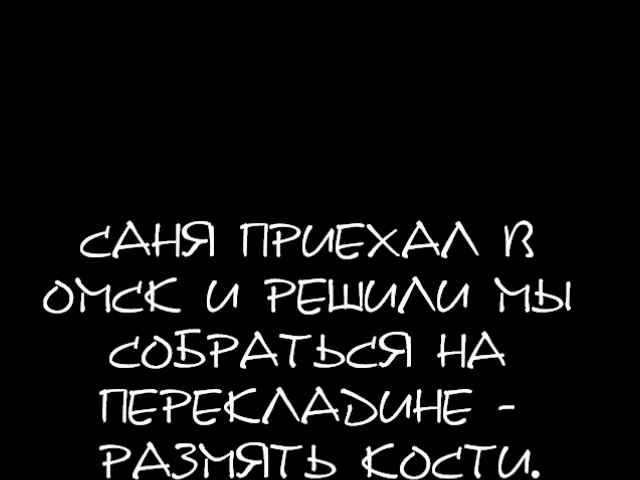 САНЯ ПРИЕХАЛ В
ОМСК И РЕШИЛИ МЫ
СОБРАТЬСЯ НА
ПЕРЕКЛАДИНЕ -
РАЗМЯТЬ КОСТИ.